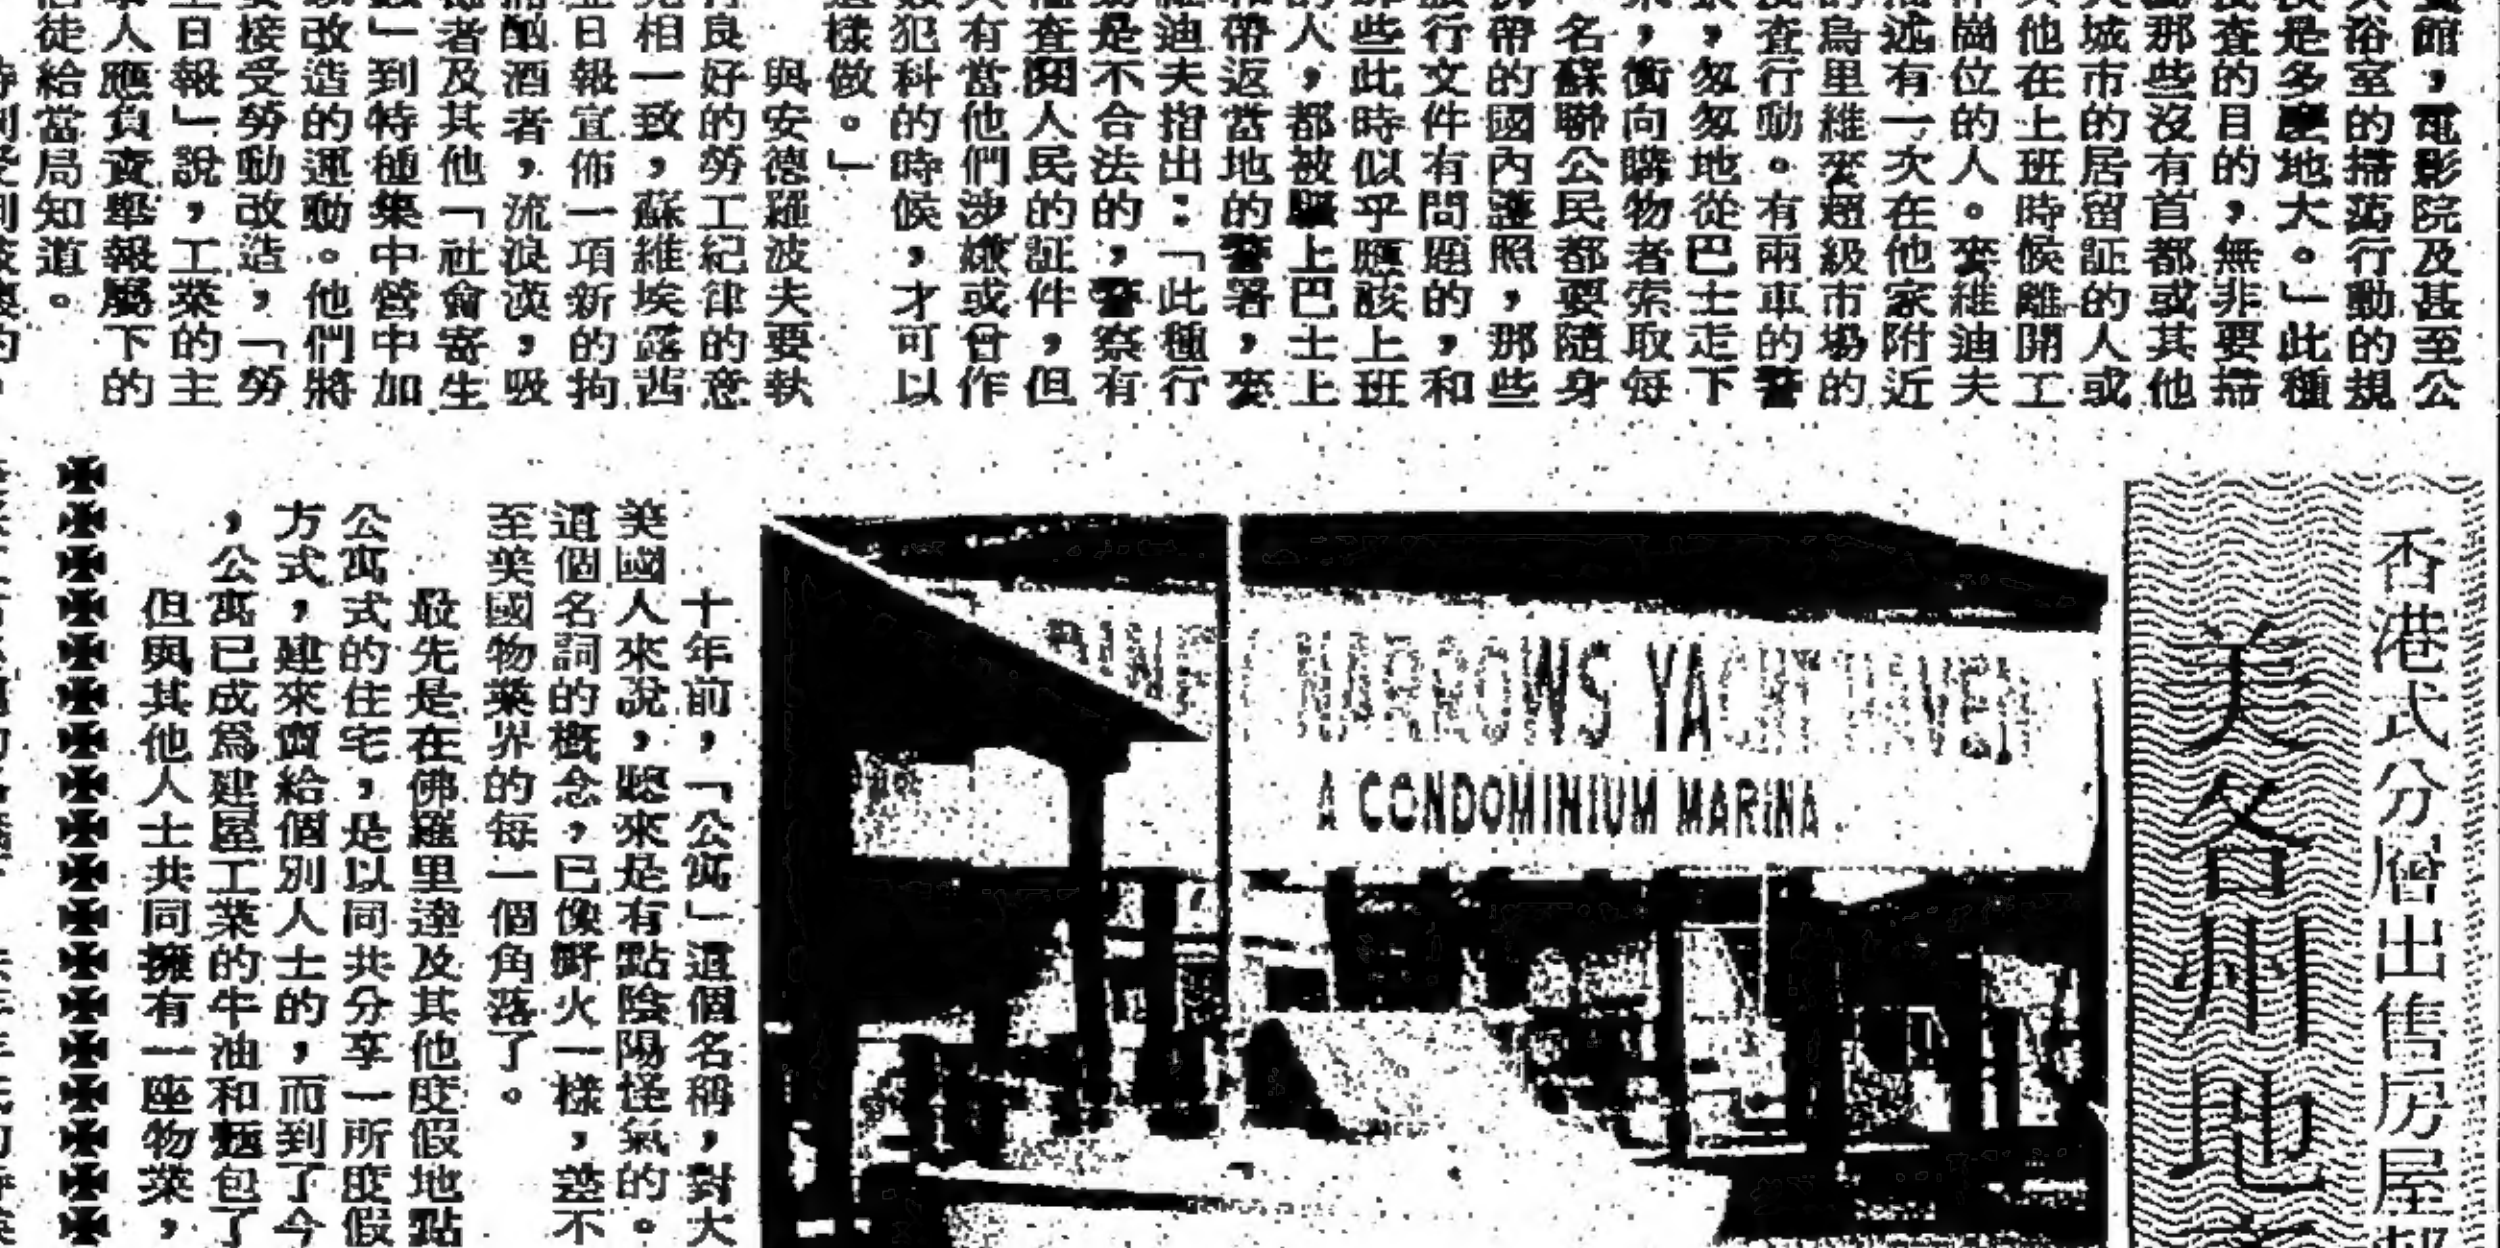 館，電影院及甚至公
浴室的掃蕩行動的規
是多麼地大。」此種
查的目的，無非要掃
那些沒有首都或其他
城市的居留証的人或
他在上班時候離開工
崗位的人。麥維迪夫
述有一次在他家附近
烏里維麥超級市場的
查行動。有兩車的警
，匆匆地從巴士走下
，衝向購物者索取每
名蘇聯公民都要隨身
帶的國內護照，那些
行文件有問題的，和
些此時似乎應該上班
人，都被驅上巴士上
帶返當地的警署，麥
迪夫指出：「此種行
是不合法的，警察有
查閱人民的証件，但
有當他們涉嫌或曾作
犯科的時候，才可以
樣做。」
與安德羅波夫要執
良好的勞工紀律的意
相一致，蘇維埃露茜
日報宣佈一項新的拘
酗酒者，流浪漢，吸
者及其他「社會寄生
」到特種集中營中加
改造的運動。他們將
接受勞動改造，「勞
日報」說，工業的主
人應負責舉報屬下的
徒給當局知道。
香港式分層出售房屋
美各州地
NARROWS YACHT HAVEN
A CONDOMINIUM MARINA
十年前，「公寓」這個名稱，對大
美國人來說，聽來是有點陰陽怪氣的。
這個名詞的概念，已像野火一樣，差不
至美國物業界的每一個角落了。
最先是在佛羅里達及其他度假地點
公寓式的住宅，是以同共分享一所度假
方式，建來賣給個別人士的，而到了今
，公寓已成爲建屋工業的牛油和麵包了
但與其他人士共同擁有一座物業，